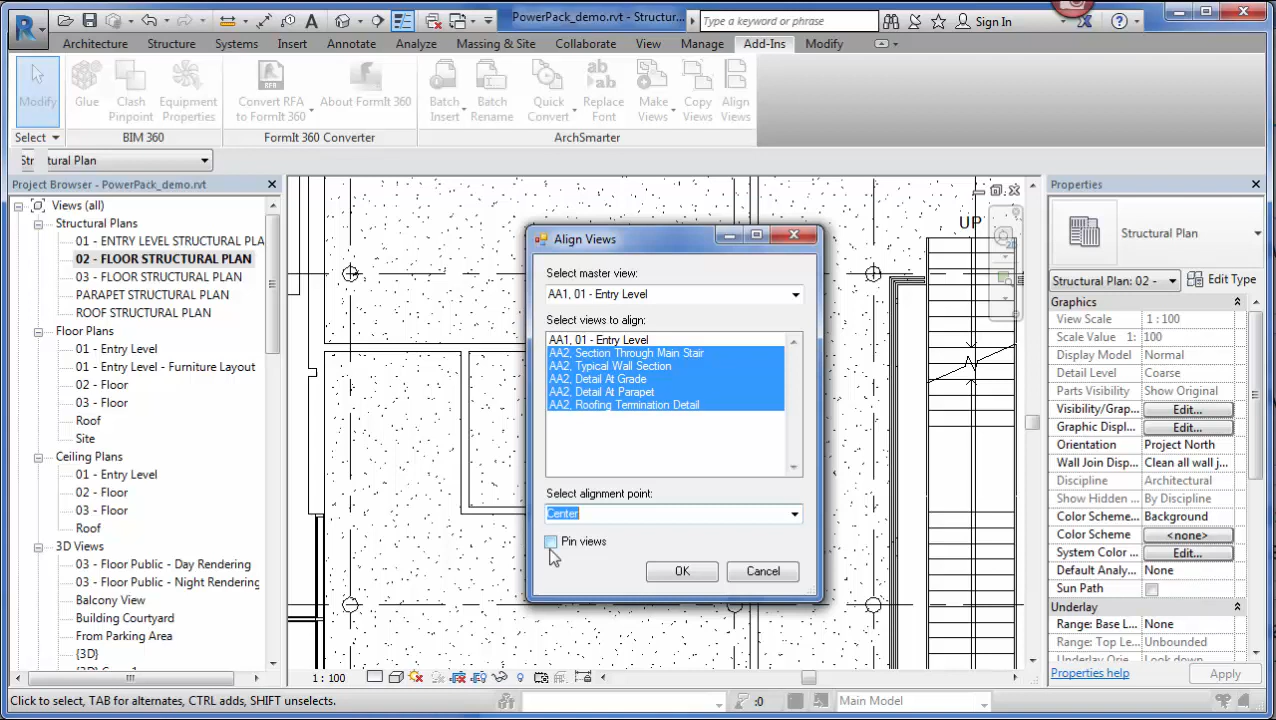 PowerPack_demo.rvt - Structur...
Type a keyword or phrase
Sign In
Architecture Structure Systems Insert Annotate Analyze Massing & Site Collaborate View Manage Add-Ins Modify
Modify
Glue
Clash Pinpoint
Equipment Properties
Convert RFA to FormIt 360
About FormIt 360
Batch Insert
Batch Rename
Quick Convert
Replace Font
Make Views
Copy Views
Align Views
Select BIM 360 FormIt 360 Converter ArchSmarter
Str tural Plan
Project Browser - PowerPack_demo.rvt
Views (all)
Structural Plans
01 - ENTRY LEVEL STRUCTURAL PLA
02 - FLOOR STRUCTURAL PLAN
03 - FLOOR STRUCTURAL PLAN
PARAPET STRUCTURAL PLAN
ROOF STRUCTURAL PLAN
Floor Plans
01 - Entry Level
01 - Entry Level - Furniture Layout
02 - Floor
03 - Floor
Roof
Site
Ceiling Plans
01 - Entry Level
02 - Floor
03 - Floor
Roof
3D Views
03 - Floor Public - Day Rendering
03 - Floor Public - Night Rendering
Balcony View
Building Courtyard
From Parking Area
{3D}
UP
Align Views
Select master view:
AA1, 01 - Entry Level
Select views to align:
AA1, 01 - Entry Level
AA2, Section Through Main Stair
AA2, Typical Wall Section
AA2, Detail At Grade
AA2, Detail At Parapet
AA2, Roofing Termination Detail
Select alignment point:
Center
Pin views
OK Cancel
Properties
Structural Plan
Structural Plan: 02 - Edit Type
Graphics
View Scale 1 : 100
Scale Value 1: 100
Display Model Normal
Detail Level Coarse
Parts Visibility Show Original
Visibility/Grap... Edit...
Graphic Displ... Edit...
Orientation Project North
Wall Join Disp... Clean all wall j...
Discipline Architectural
Show Hidden ... By Discipline
Color Scheme... Background
Color Scheme <none>
System Color ... Edit...
Default Analy... None
Sun Path
Underlay
Range: Base L... None
Range: Top Le... Unbounded
Underlay Orie... Look down
Properties help Apply
1 : 100
Click to select, TAB for alternates, CTRL adds, SHIFT unselects.
:0
Main Model